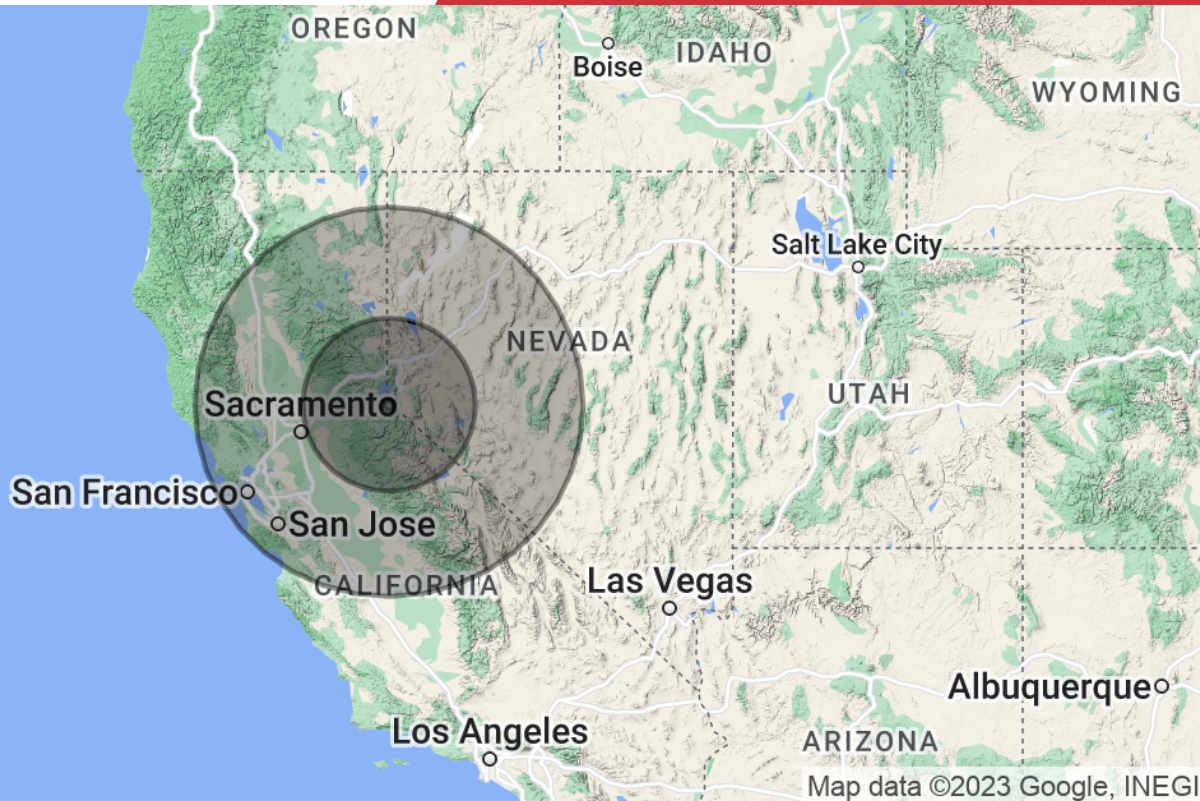 OREGON
Boise
IDAHO
WYOMING
Salt Lake City
NEVADA
UTAH
Sacramento
San Francisco
San Jose
CALIFORNIA
Las Vegas
Albuquerque
Los Angeles
ARIZONA
Map data ©2023 Google, INEGI